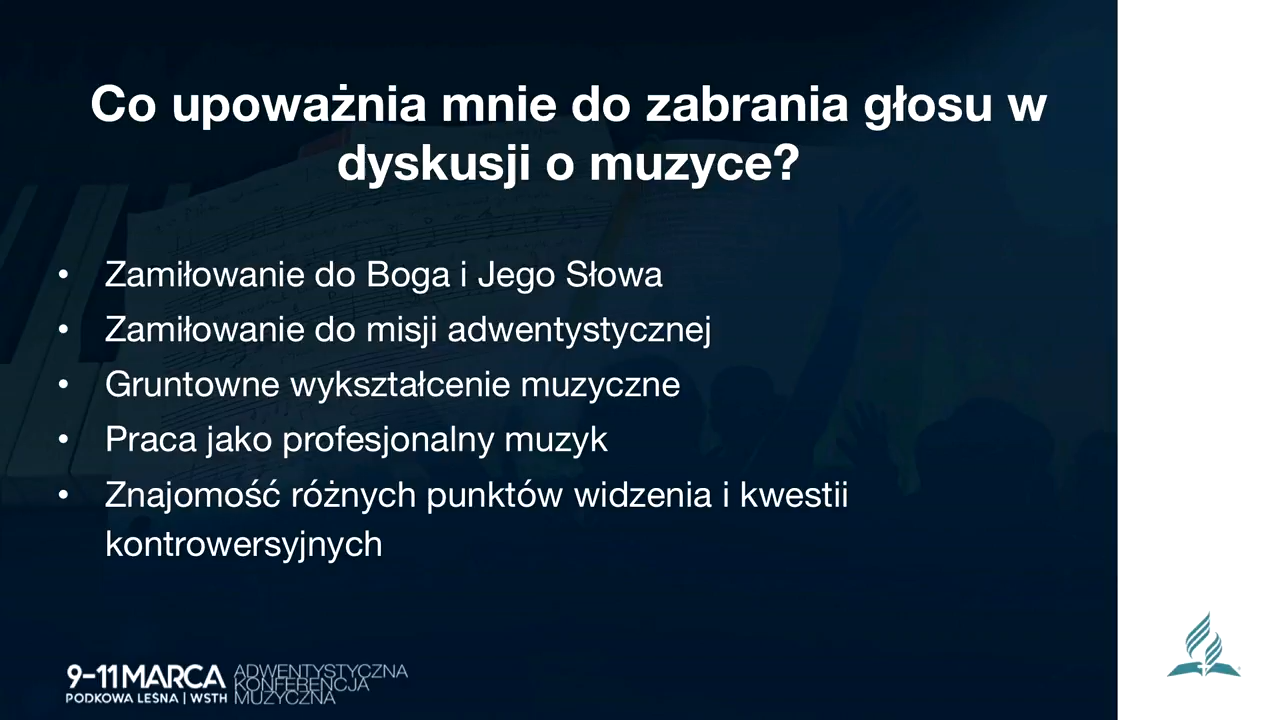 Co upoważnia mnie do zabrania głosu w
dyskusji o muzyce?
• Zamiłowanie do Boga i Jego Słowa
• Zamiłowanie do misji adwentystycznej
• Gruntowne wykształcenie muzyczne
• Praca jako profesjonalny muzyk
• Znajomość różnych punktów widzenia i kwestii
kontrowersyjnych
9-11 MARCA
PODKOWA LEŚNA | WSTH
ADWENTYSTYCZNA
KONFERENCJA
MUZYCZNA